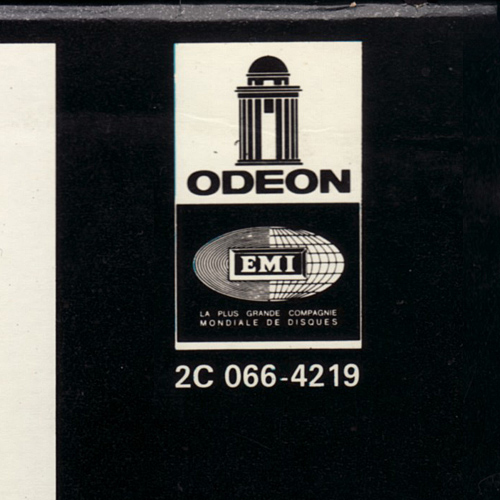 ODEON
EMI
LA PLUS GRANDE COMPAGNIE
MONDIALE DE DISQUES
2C 066-4219